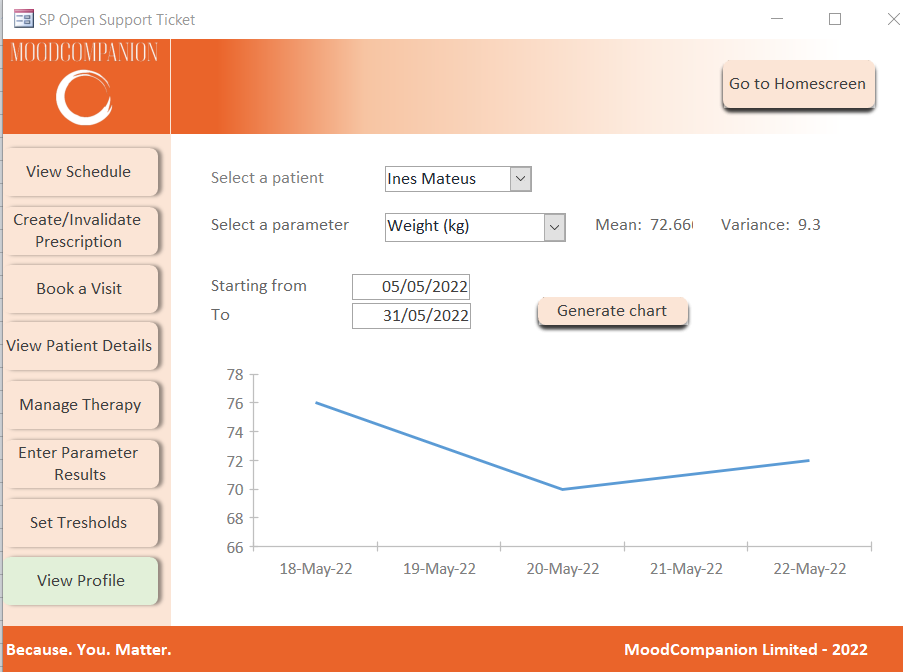 SP Open Support Ticket
MOODCOMPANION
Go to Homescreen
View Schedule
Create/Invalidate
Prescription
Book a Visit
View Patient Details
Manage Therapy
Enter Parameter
Results
Set Tresholds
View Profile
Select a patient
Ines Mateus
Select a parameter
Weight (kg)
Mean: 72.666
Variance: 9.3
Starting from
05/05/2022
To
31/05/2022
Generate chart
78
76
74
72
70
68
66
18-May-22
19-May-22
20-May-22
21-May-22
22-May-22
Because. You. Matter.
MoodCompanion Limited - 2022